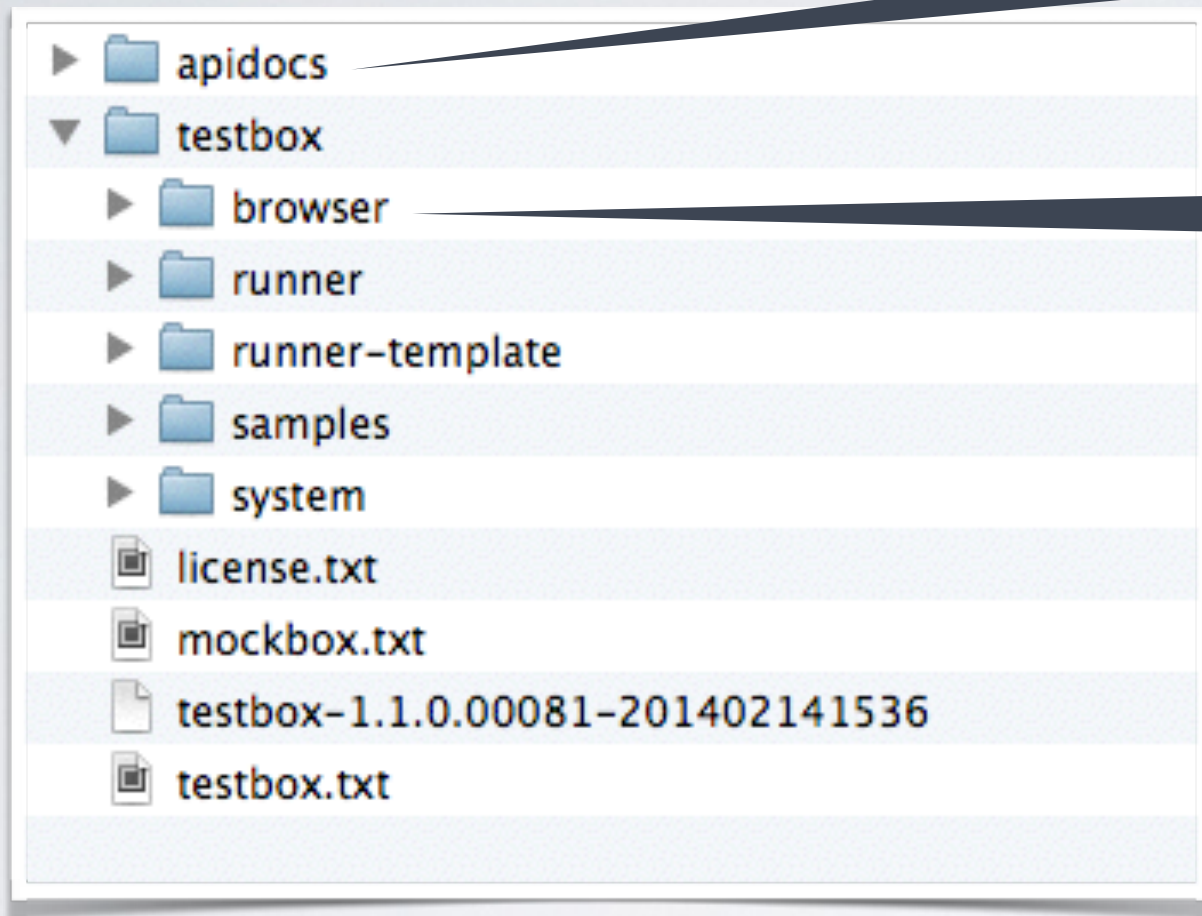 apidocs
testbox
browser
runner
runner-template
samples
system
license.txt
mockbox.txt
testbox-1.1.0.00081-201402141536
testbox.txt